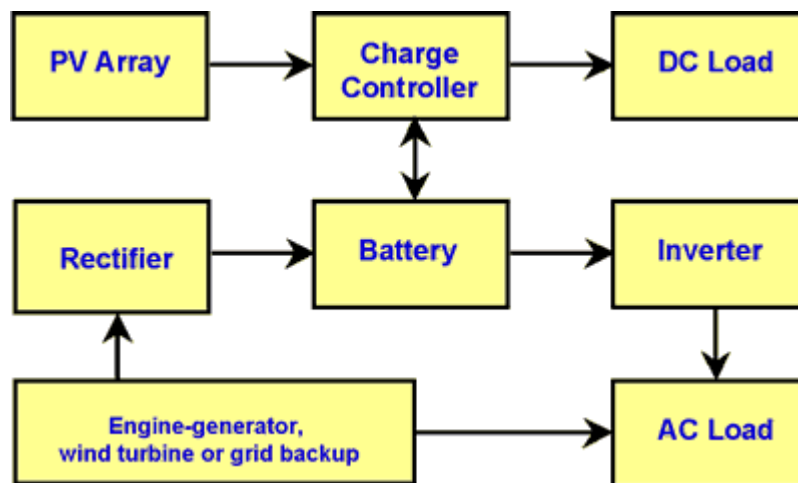 PV Array
Charge
Controller
DC Load
Rectifier
Battery
Inverter
Engine-generator,
wind turbine or grid backup
AC Load